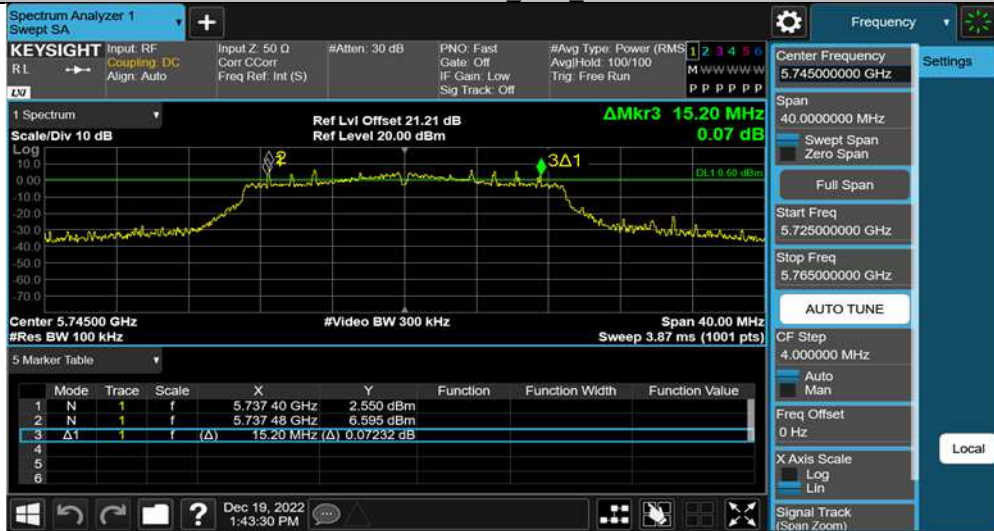 Spectrum Analyzer 1
Swept SA
Frequency
KEYSIGHT Input: RF Input Z: 50 Ω #Atten: 30 dB PNO: Fast #Avg Type: Power (RMS 1 2 3 4 5 6
RL Coupling: DC Corr CCorr Gate: Off Avg|Hold: 100/100 M W W W W W
Align: Auto Freq Ref: Int (S) IF Gain: Low Trig: Free Run
LXI Sig Track: Off P P P P P P
1 Spectrum
Ref Lvl Offset 21.21 dB
ΔMkr3 15.20 MHz
Scale/Div 10 dB
Ref Level 20.00 dBm
0.07 dB
Log
10.0
0.00
-10.0
-20.0
-30.0
-40.0
-50.0
-60.0
-70.0
2
3Δ1
DL1 0.60 dBm
Center 5.74500 GHz #Video BW 300 kHz Span 40.00 MHz
#Res BW 100 kHz Sweep 3.87 ms (1001 pts)
5 Marker Table
Mode Trace Scale X Y Function Function Width Function Value
1 N 1 f 5.737 40 GHz 2.550 dBm
2 N 1 f 5.737 48 GHz 6.595 dBm
3 Δ1 1 f (Δ) 15.20 MHz (Δ) 0.07232 dB
4
5
6
Dec 19, 2022
1:43:30 PM
Center Frequency
5.745000000 GHz
Settings
Span
40.0000000 MHz
Swept Span
Zero Span
Full Span
Start Freq
5.725000000 GHz
Stop Freq
5.765000000 GHz
AUTO TUNE
CF Step
4.000000 MHz
Auto
Man
Freq Offset
0 Hz
Local
X Axis Scale
Log
Lin
Signal Track
(Span Zoom)